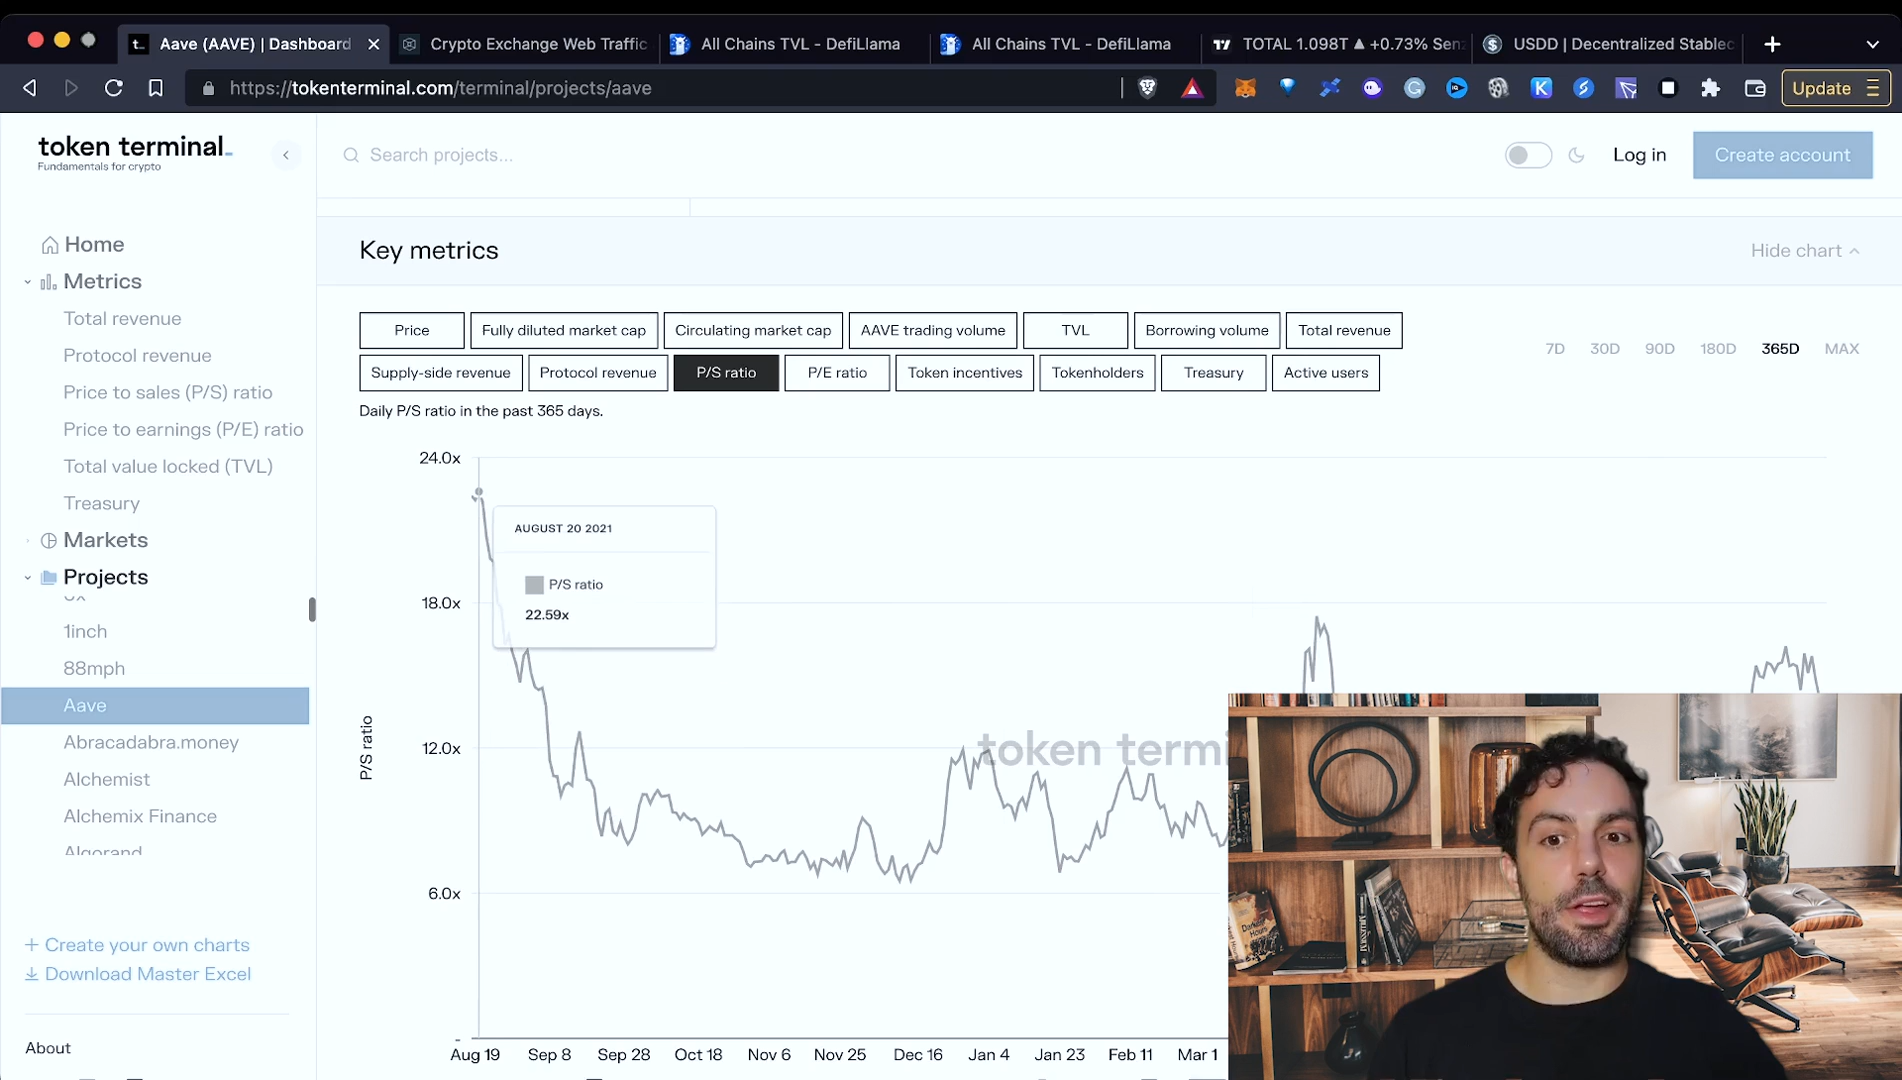 Aave (AAVE) | Dashboard
Crypto Exchange Web Traffic
All Chains TVL - DefiLlama
All Chains TVL - DefiLlama
TOTAL 1.098T ▲ +0.73%
USDD | Decentralized Stablec
https://tokenterminal.com/terminal/projects/aave
Update
token terminal_
Fundamentals for crypto
Search projects...
Log in
Create account
Home
Metrics
Total revenue
Protocol revenue
Price to sales (P/S) ratio
Price to earnings (P/E) ratio
Total value locked (TVL)
Treasury
Markets
Projects
1inch
88mph
Aave
Abracadabra.money
Alchemist
Alchemix Finance
Algorand
+ Create your own charts
Download Master Excel
About
Key metrics
Hide chart
Price
Fully diluted market cap
Circulating market cap
AAVE trading volume
TVL
Borrowing volume
Total revenue
Supply-side revenue
Protocol revenue
P/S ratio
P/E ratio
Token incentives
Tokenholders
Treasury
Active users
7D
30D
90D
180D
365D
MAX
Daily P/S ratio in the past 365 days.
24.0x
18.0x
12.0x
6.0x
-
P/S ratio
AUGUST 20 2021
P/S ratio
22.59x
token termi
Aug 19
Sep 8
Sep 28
Oct 18
Nov 6
Nov 25
Dec 16
Jan 4
Jan 23
Feb 11
Mar 1